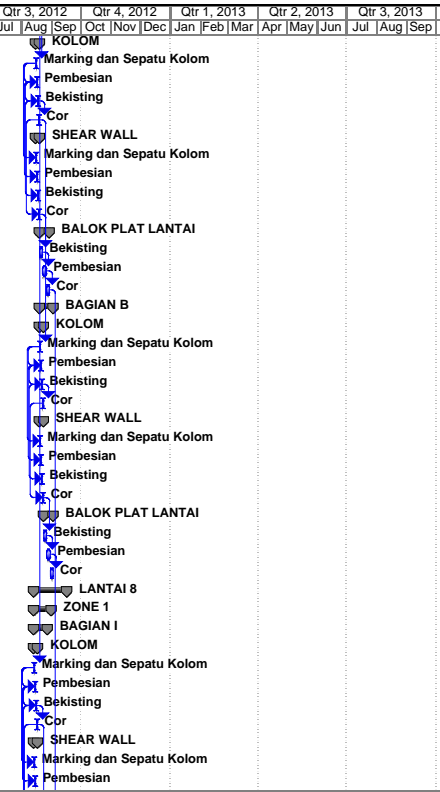 Qtr 3, 2012 Qtr 4, 2012 Qtr 1, 2013 Qtr 2, 2013 Qtr 3, 2013
Jul Aug Sep Oct Nov Dec Jan Feb Mar Apr May Jun Jul Aug Sep
KOLOM
Marking dan Sepatu Kolom
Pembesian
Bekisting
Cor
SHEAR WALL
Marking dan Sepatu Kolom
Pembesian
Bekisting
Cor
BALOK PLAT LANTAI
Bekisting
Pembesian
Cor
BAGIAN B
KOLOM
Marking dan Sepatu Kolom
Pembesian
Bekisting
Cor
SHEAR WALL
Marking dan Sepatu Kolom
Pembesian
Bekisting
Cor
BALOK PLAT LANTAI
Bekisting
Pembesian
Cor
LANTAI 8
ZONE 1
BAGIAN I
KOLOM
Marking dan Sepatu Kolom
Pembesian
Bekisting
Cor
SHEAR WALL
Marking dan Sepatu Kolom
Pembesian